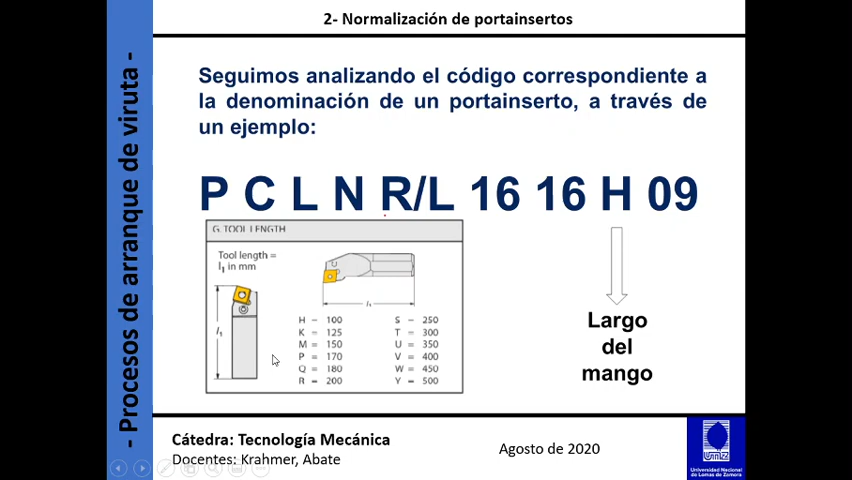 2- Normalización de portainsertos
- Procesos de arranque de viruta -
Seguimos analizando el código correspondiente a
la denominación de un portainserto, a través de
un ejemplo:
P C L N R/L 16 16 H 09
G. TOOL LENGTH
Tool length =
l1 in mm
l1
l1
H = 100
K = 125
M = 150
P = 170
Q = 180
R = 200
S = 250
T = 300
U = 350
V = 400
W = 450
Y = 500
Largo
del
mango
Cátedra: Tecnología Mecánica
Docentes: Krahmer, Abate
Agosto de 2020
Universidad Nacional
de Lomas de Zamora